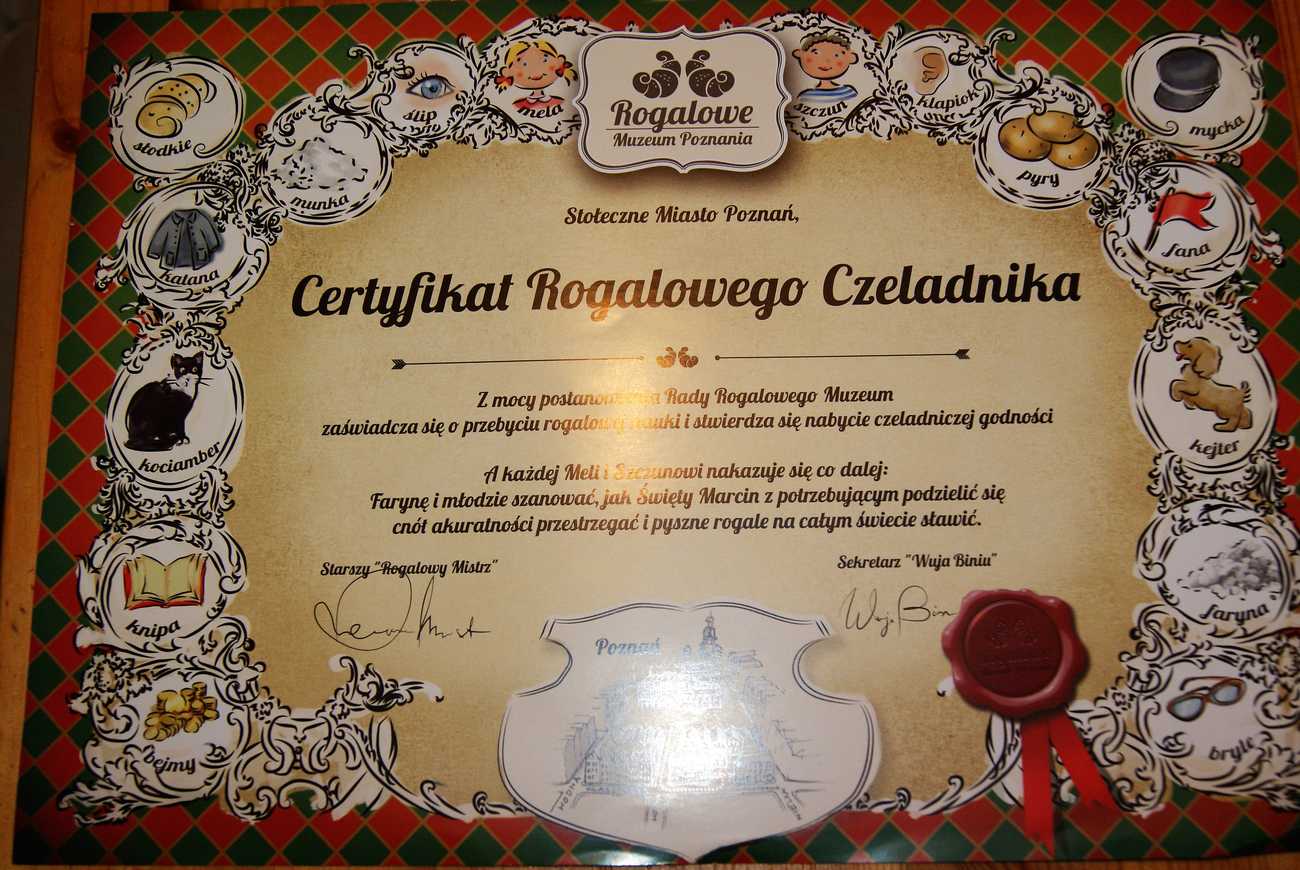 Rogalowe
Muzeum Poznania
słodkie
munka
ślip
mela
szczun
klapiok
pyry
mycka
katana
fana
kociamber
kejter
knipa
faryna
bejmy
bryle
Stołeczne Miasto Poznań,
Certyfikat Rogalowego Czeladnika
Z mocy postanowienia Rady Rogalowego Muzeum
zaświadcza się o przebyciu rogalowej nauki i stwierdza się nabycie czeladniczej godności
A każdej Meli i Szczunowi nakazuje się co dalej:
Farynę i młodzie szanować, jak Święty Marcin z potrzebującym podzielić się
cnót akuratności przestrzegać i pyszne rogale na całym świecie sławić.
Starszy "Rogalowy Mistrz"
Sekretarz "Wuja Biniu"
Poznań